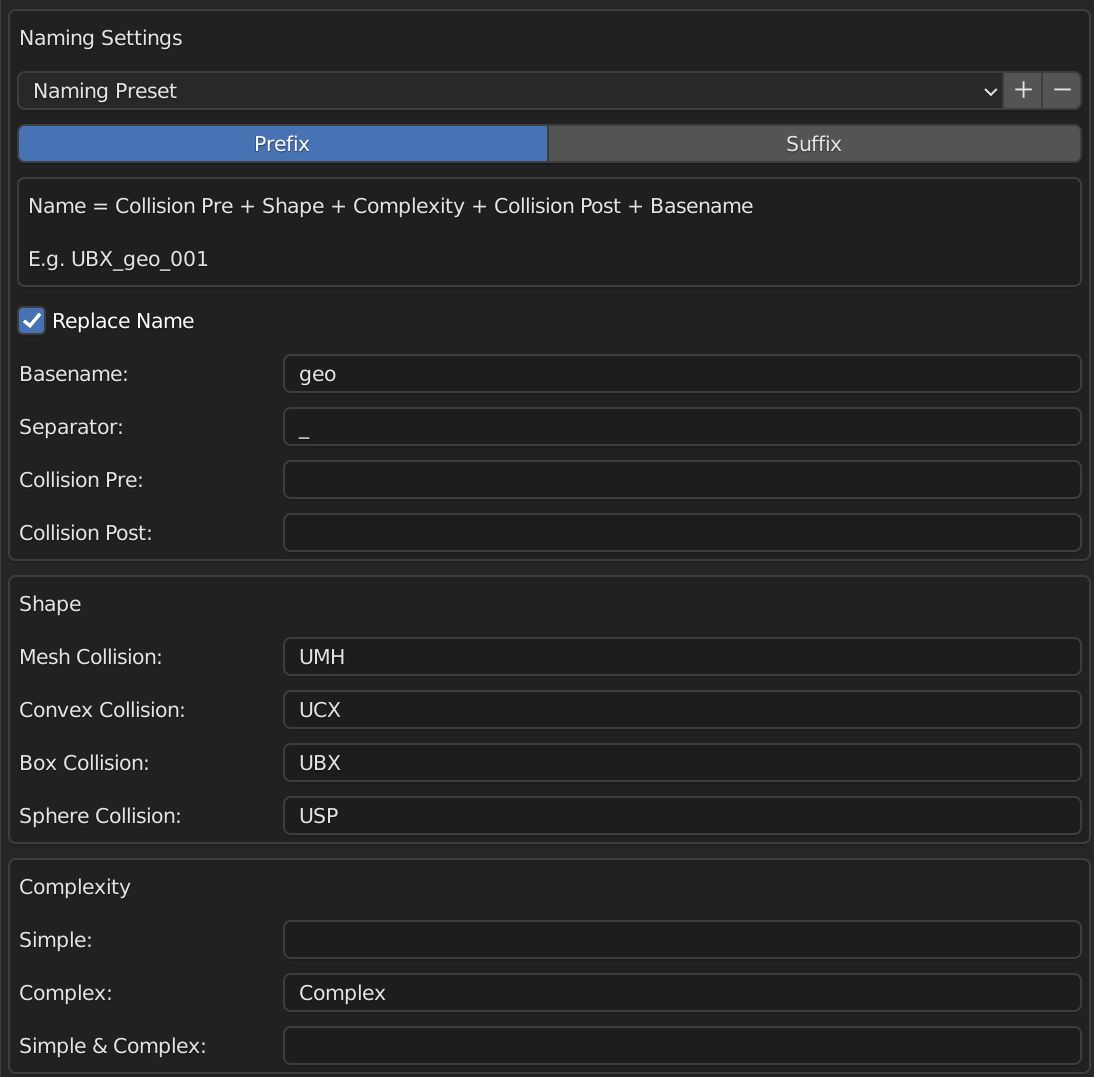 Naming Settings
Naming Preset
Prefix Suffix
Name = Collision Pre + Shape + Complexity + Collision Post + Basename
E.g. UBX_geo_001
Replace Name
Basename: geo
Separator: _
Collision Pre:
Collision Post:
Shape
Mesh Collision: UMH
Convex Collision: UCX
Box Collision: UBX
Sphere Collision: USP
Complexity
Simple:
Complex: Complex
Simple & Complex: